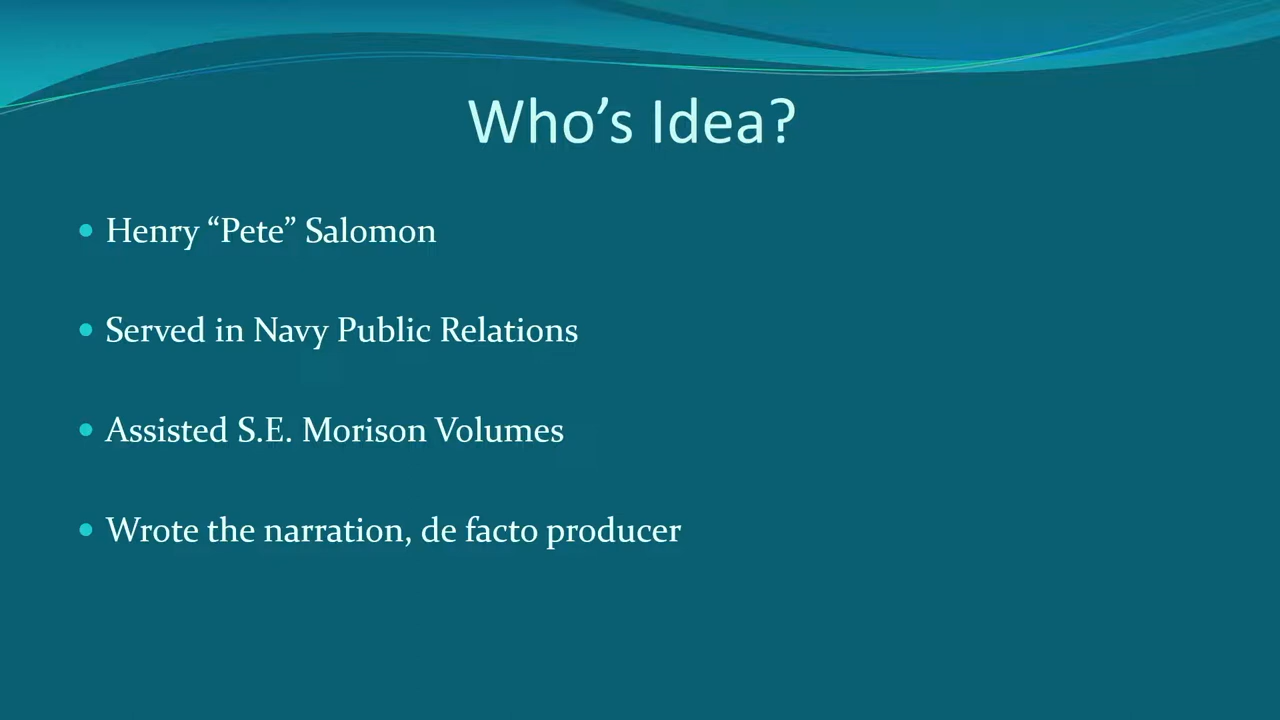 Who’s Idea?
Henry “Pete” Salomon
Served in Navy Public Relations
Assisted S.E. Morison Volumes
Wrote the narration, de facto producer